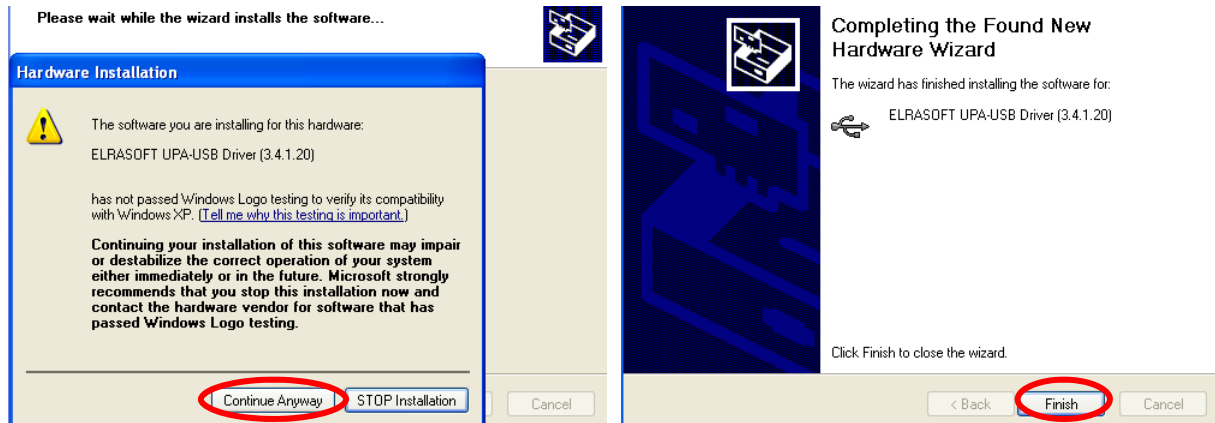 Please wait while the wizard installs the software...
Hardware Installation
The software you are installing for this hardware:
ELRASOFT UPA-USB Driver (3.4.1.20)
has not passed Windows Logo testing to verify its compatibility
with Windows XP. (Tell me why this testing is important.)
Continuing your installation of this software may impair
or destabilize the correct operation of your system
either immediately or in the future. Microsoft strongly
recommends that you stop this installation now and
contact the hardware vendor for software that has
passed Windows Logo testing.
Continue Anyway STOP Installation
Cancel
Completing the Found New
Hardware Wizard
The wizard has finished installing the software for:
ELRASOFT UPA-USB Driver (3.4.1.20)
Click Finish to close the wizard.
< Back Finish Cancel